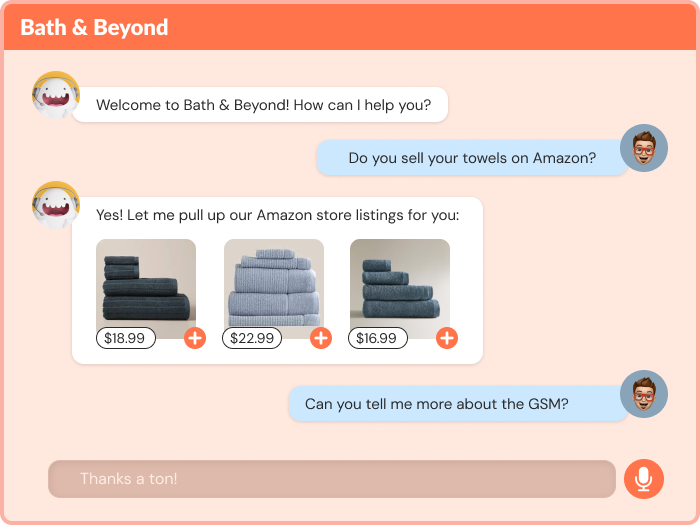 Bath & Beyond
Welcome to Bath & Beyond! How can I help you?
Do you sell your towels on Amazon?
Yes! Let me pull up our Amazon store listings for you:
$18.99
$22.99
$16.99
Can you tell me more about the GSM?
Thanks a ton!